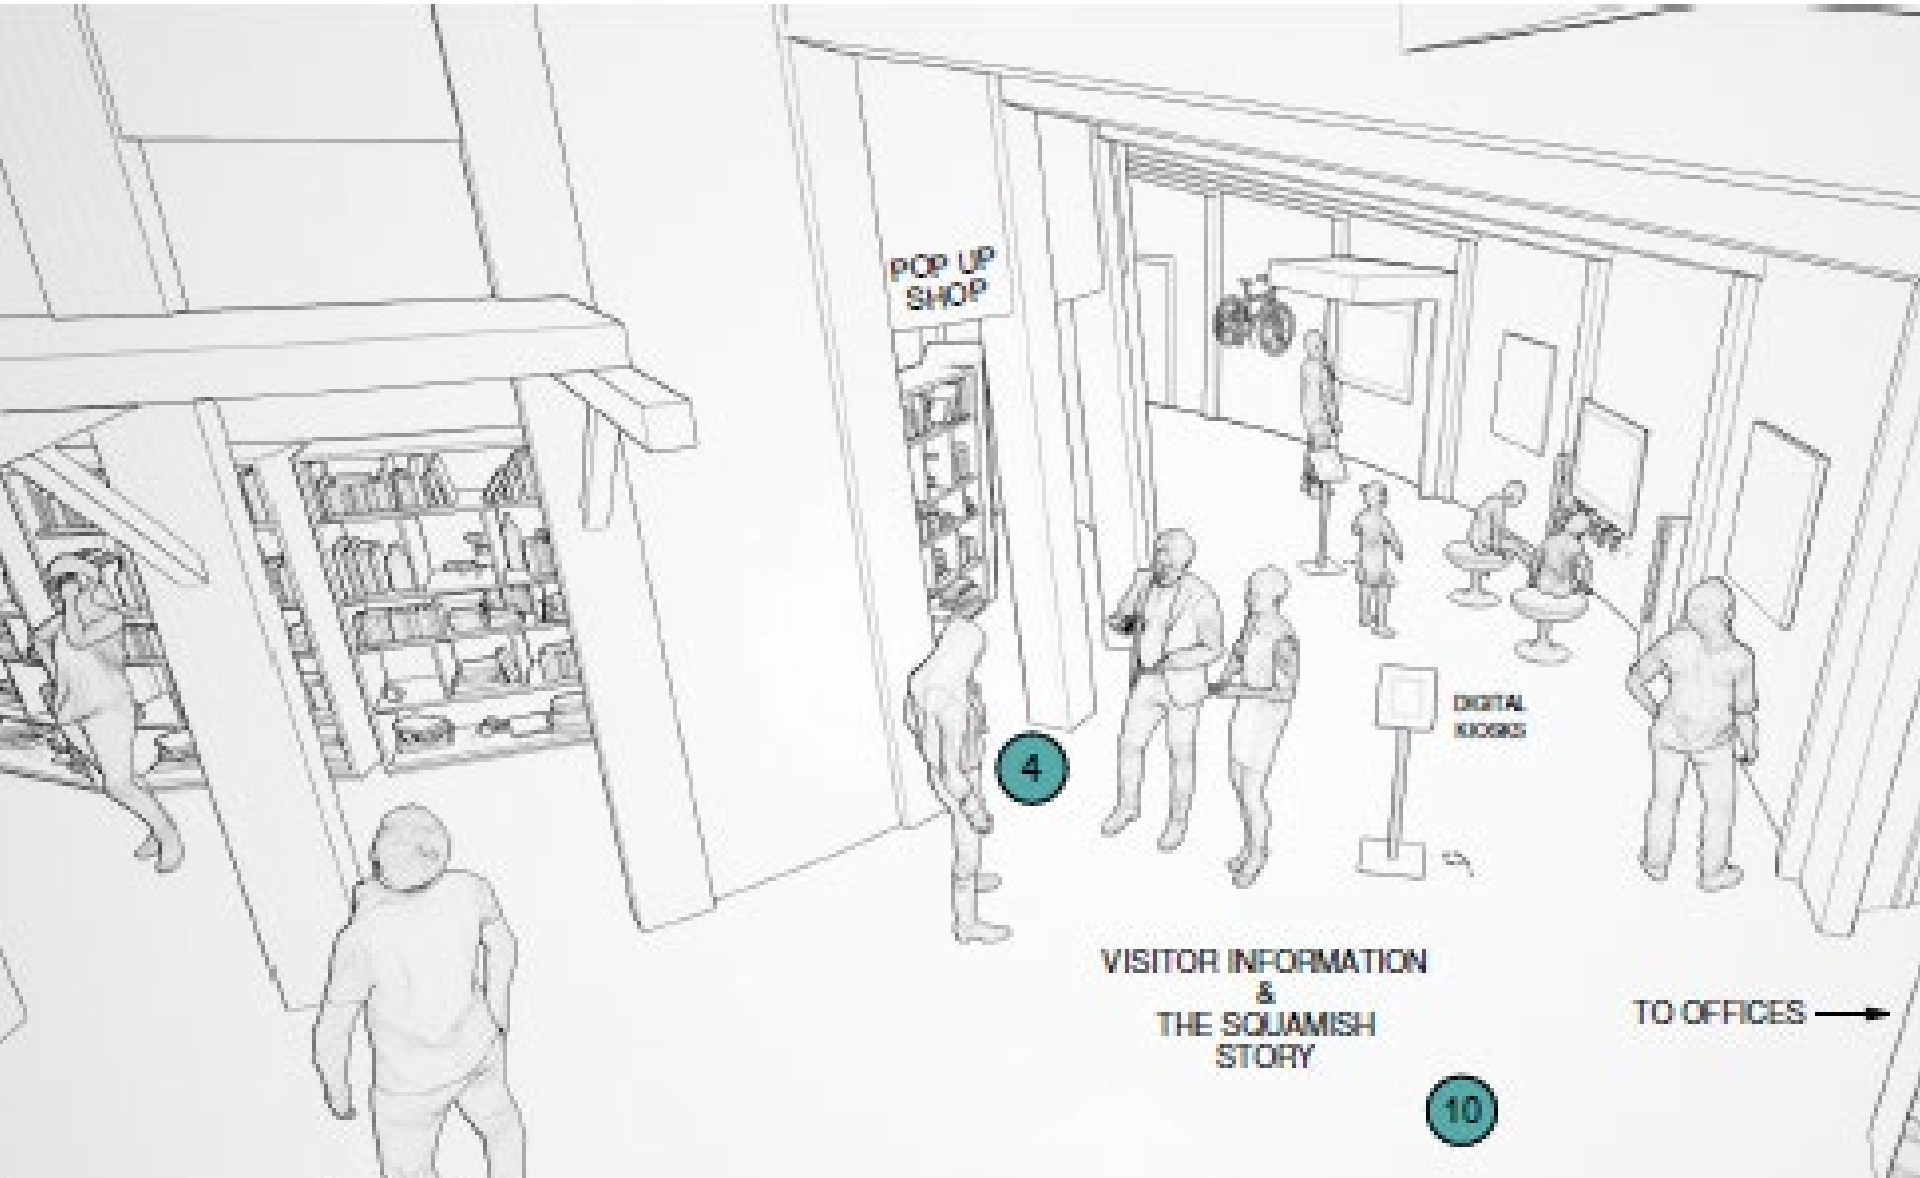 POP UP
SHOP
4
DIGITAL
KIOSKS
VISITOR INFORMATION
&
THE SQUAMISH
STORY
TO OFFICES
10